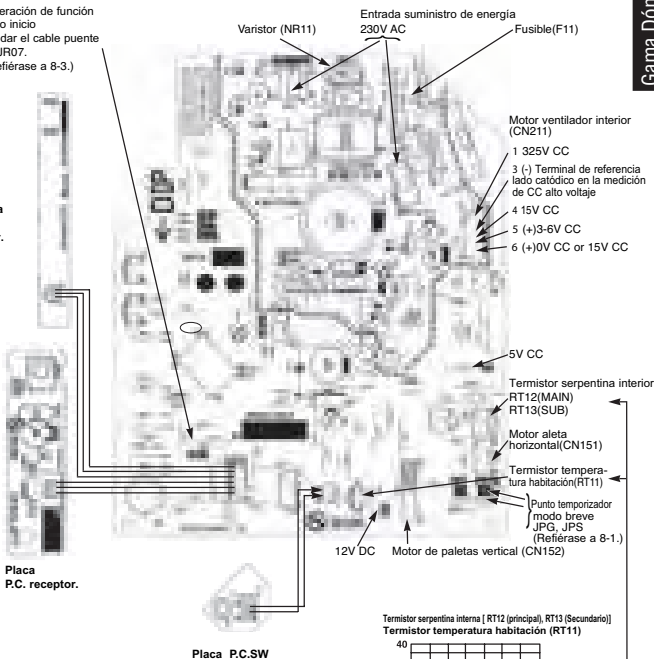 eración de función
o inicio
dar el cable puente
JR07.
efiérase a 8-3.)
Varistor (NR11)
Entrada suministro de energía
230V AC
Fusible(F11)
Gama Dón
Motor ventilador interior
(CN211)
1 325V CC
3 (-) Terminal de referencia
lado catódico en la medición
de CC alto voltaje
4 15V CC
5 (+)3-6V CC
6 (+)0V CC or 15V CC
5V CC
Termistor serpentina interior
RT12(MAIN)
RT13(SUB)
Motor aleta
horizontal(CN151)
Termistor tempera-
tura habitación(RT11)
Punto temporizador
modo breve
JPG, JPS
(Refiérase a 8-1.)
12V DC
Motor de paletas vertical (CN152)
Placa
P.C. receptor.
Placa P.C.SW
Termistor serpentina interna [ RT12 (principal), RT13 (Secundario)]
Termistor temperatura habitación (RT11)
40